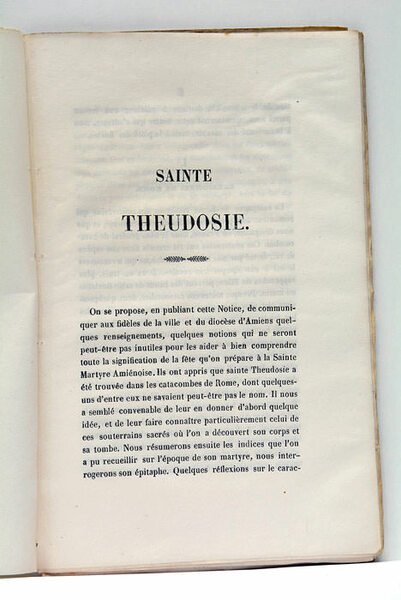 SAINTE
THEUDOSIE.
On se propose, en publiant cette Notice, de communi-
quer aux fidèles de la ville et du diocèse d'Amiens quel-
ques renseignements, quelques notions qui ne seront
peut-être pas inutiles pour les aider à bien comprendre
toute la signification de la fête qu'on prépare à la Sainte
Martyre Amiénoise. Ils ont appris que sainte Theudosie a
été trouvée dans les catacombes de Rome, dont quelques-
uns d'entre eux ne savaient peut-être pas le nom. Il nous
a semblé convenable de leur en donner d'abord quelque
idée, et de leur faire connaître particulièrement celui de
ces souterrains sacrés où l'on a découvert son corps et
sa tombe. Nous résumerons ensuite les indices que l'on
a pu recueillir sur l'époque de son martyre, nous inter-
rogerons son épitaphe. Quelques réflexions sur le carac-